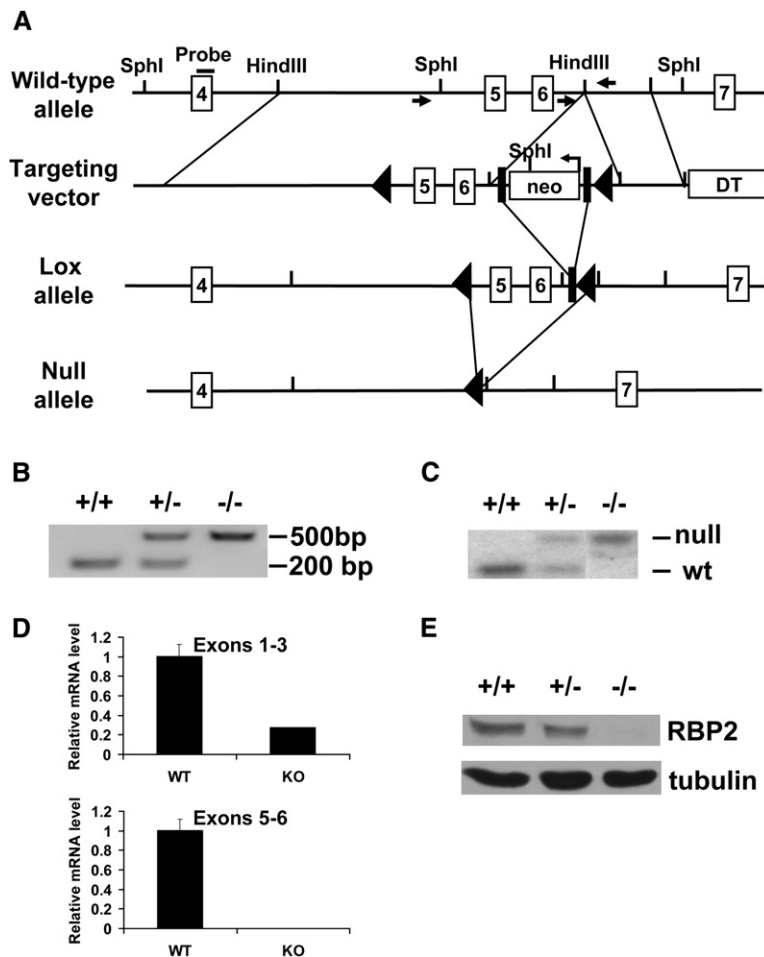 A
Probe
SphI HindIII SphI HindIII SphI
Wild-type allele 4 5 6 7
SphI
Targeting vector 5 6 neo DT
Lox allele 4 5 6 7
Null allele 4 7
B
+/+ +/- -/-
500bp
200 bp
C
+/+ +/- -/-
null
wt
D
Relative mRNA level
1.2
1
0.8
0.6
0.4
0.2
0
Exons 1-3
WT KO
Relative mRNA level
1.2
1
0.8
0.6
0.4
0.2
0
Exons 5-6
WT KO
E
+/+ +/- -/-
RBP2
tubulin